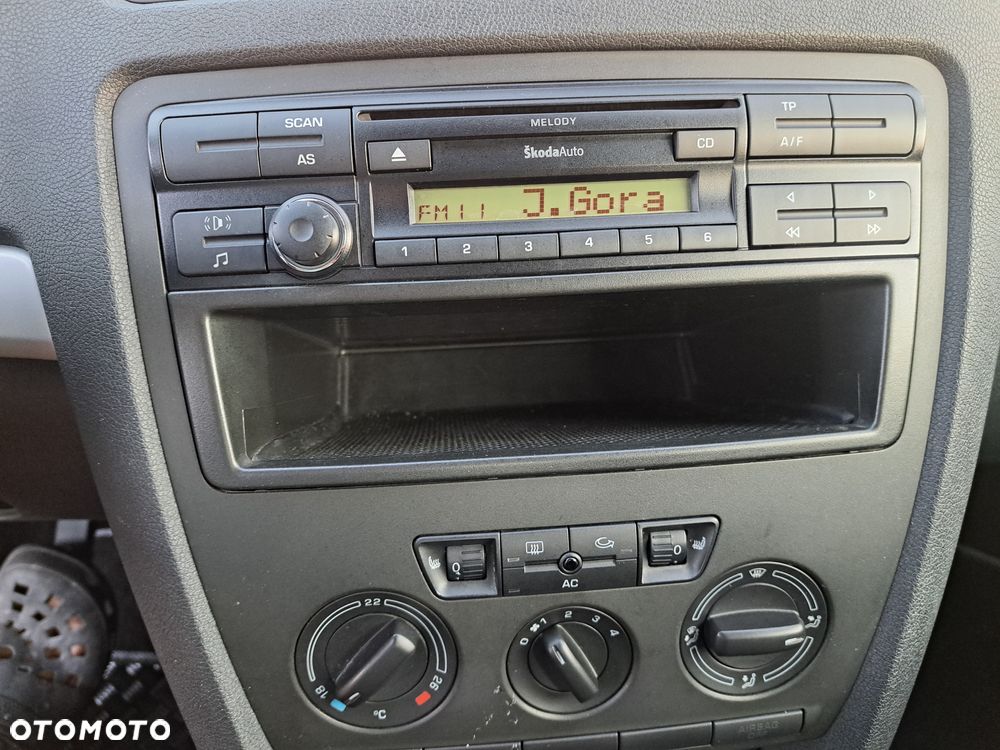 SCAN
AS
MELODY
ŠkodaAuto
CD
TP
A/F
FM11 J.Gora
1 2 3 4 5 6
AC
0
22
18
26
°C
0 1 2 3 4
AIRBAG
OTOMOTO